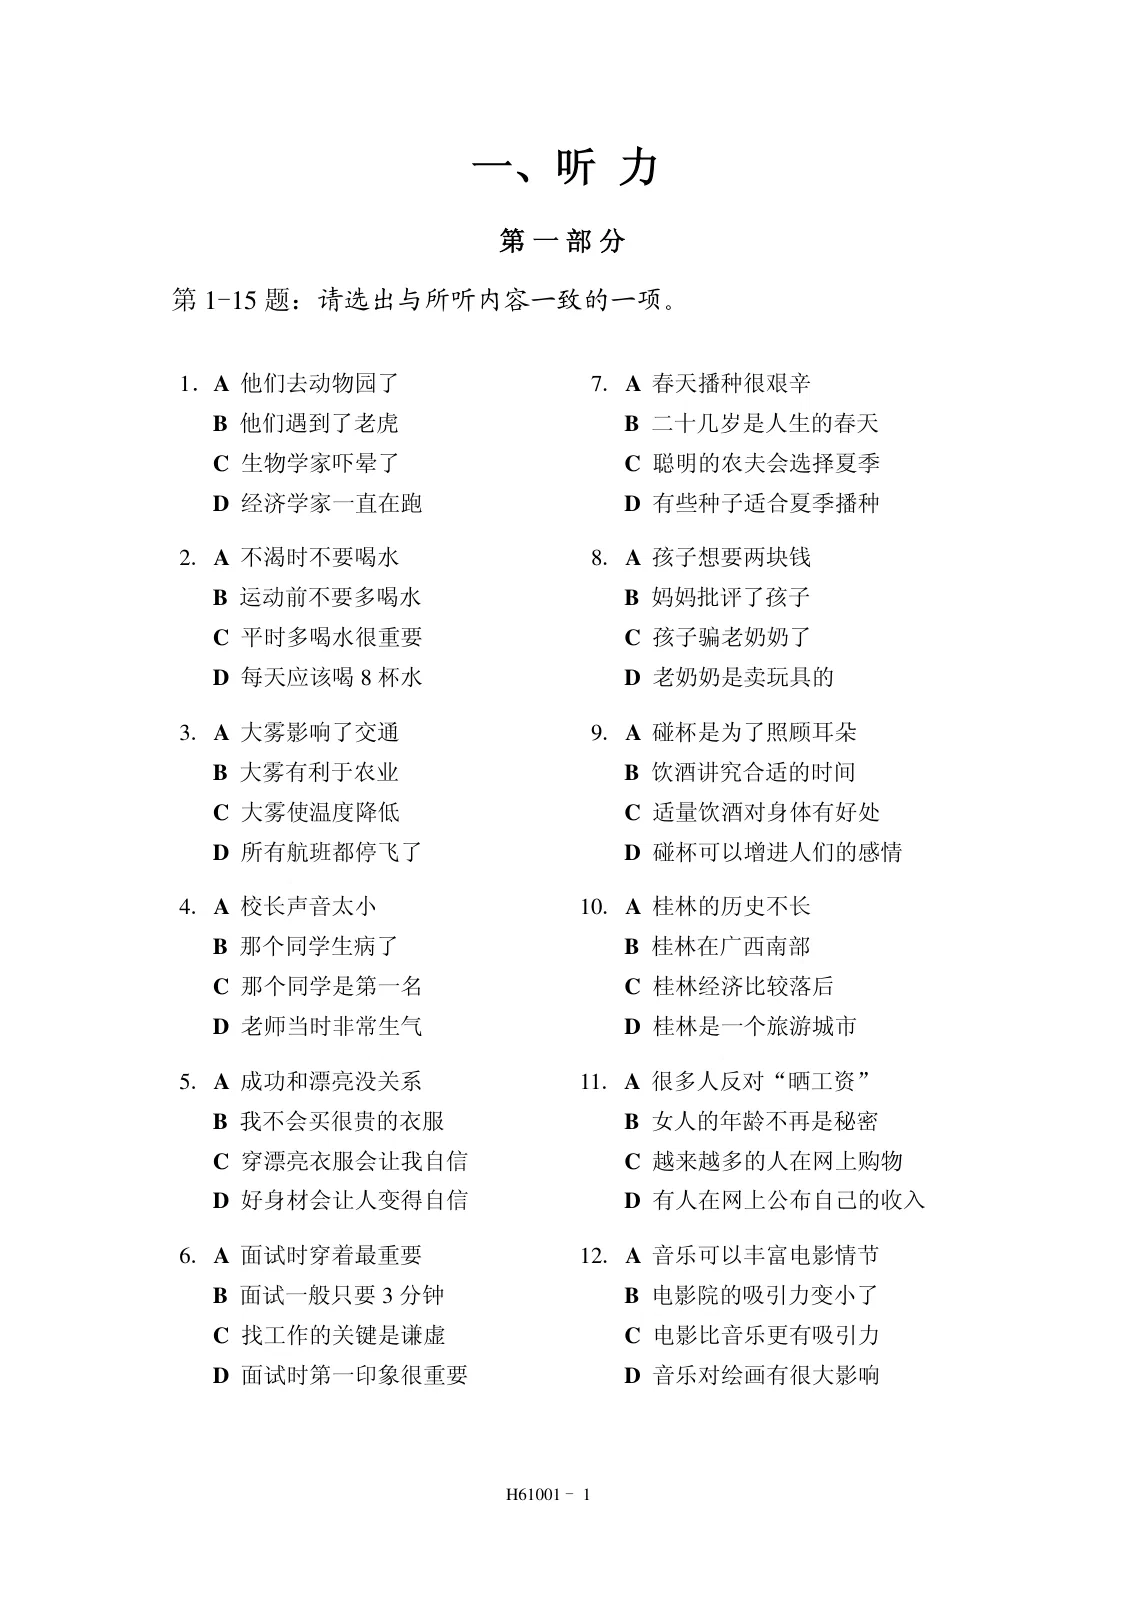 一、听 力
第一部分
第 1-15 题：请选出与所听内容一致的一项。
1. A 他们去动物园了
B 他们遇到了老虎
C 生物学家吓晕了
D 经济学家一直在跑
2. A 不渴时不要喝水
B 运动前不要多喝水
C 平时多喝水很重要
D 每天应该喝 8 杯水
3. A 大雾影响了交通
B 大雾有利于农业
C 大雾使温度降低
D 所有航班都停飞了
4. A 校长声音太小
B 那个同学生病了
C 那个同学是第一名
D 老师当时非常生气
5. A 成功和漂亮没关系
B 我不会买很贵的衣服
C 穿漂亮衣服会让我自信
D 好身材会让人变得自信
6. A 面试时穿着最重要
B 面试一般只要 3 分钟
C 找工作的关键是谦虚
D 面试时第一印象很重要
7. A 春天播种很艰辛
B 二十几岁是人生的春天
C 聪明的农夫会选择夏季
D 有些种子适合夏季播种
8. A 孩子想要两块钱
B 妈妈批评了孩子
C 孩子骗老奶奶了
D 老奶奶是卖玩具的
9. A 碰杯是为了照顾耳朵
B 饮酒讲究合适的时间
C 适量饮酒对身体有好处
D 碰杯可以增进人们的感情
10. A 桂林的历史不长
B 桂林在广西南部
C 桂林经济比较落后
D 桂林是一个旅游城市
11. A 很多人反对“晒工资”
B 女人的年龄不再是秘密
C 越来越多的人在网上购物
D 有人在网上公布自己的收入
12. A 音乐可以丰富电影情节
B 电影院的吸引力变小了
C 电影比音乐更有吸引力
D 音乐对绘画有很大影响
H61001 - 1